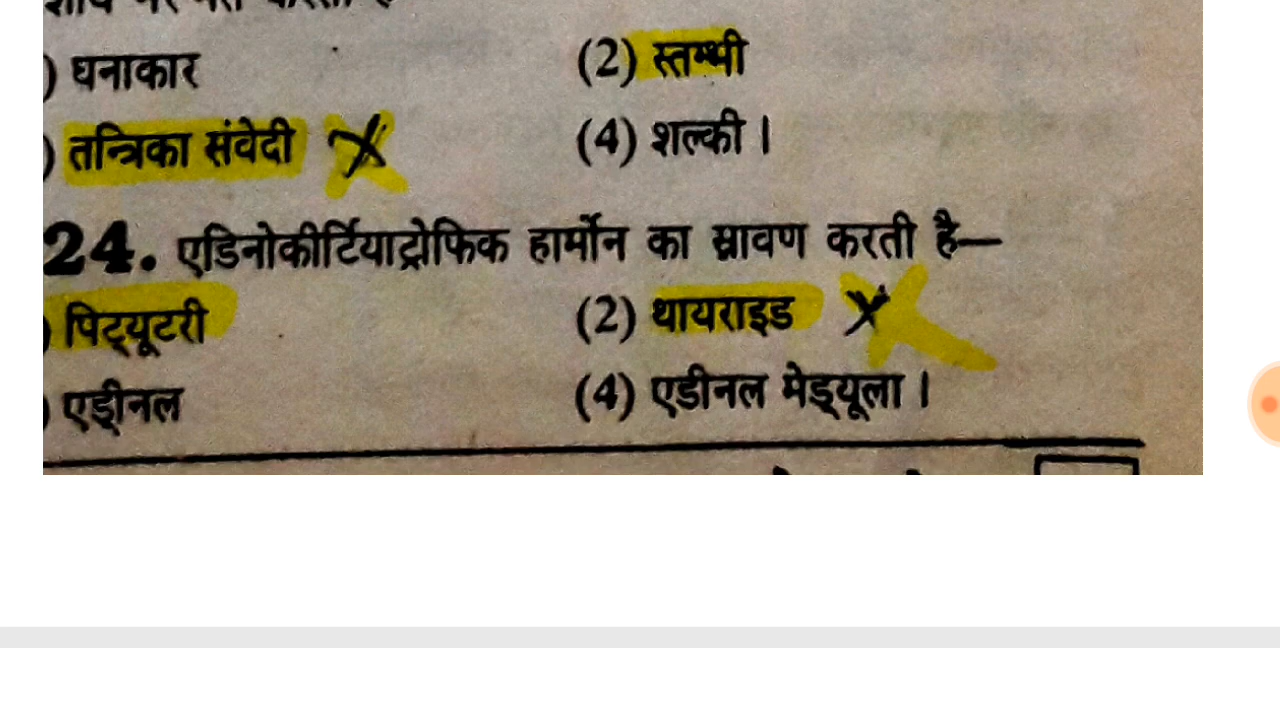 ) घनाकार (2) स्तम्भी
) तन्त्रिका संवेदी (4) शल्की ।
24. एडिनोकीर्टियाट्रोफिक हार्मोन का स्रावण करती है—
) पिट्यूटरी (2) थायराइड
) एड्रीनल (4) एडीनल मेड्यूला ।